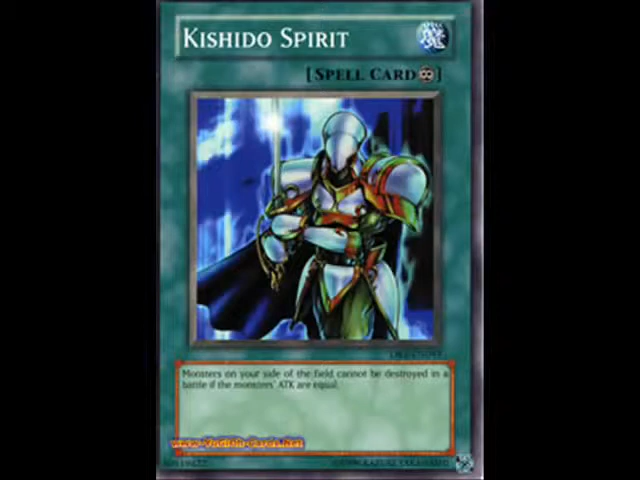 KISHIDO SPIRIT
[SPELL CARD]
Monsters on your side of the field cannot be destroyed in a
battle if the monsters' ATK are equal.